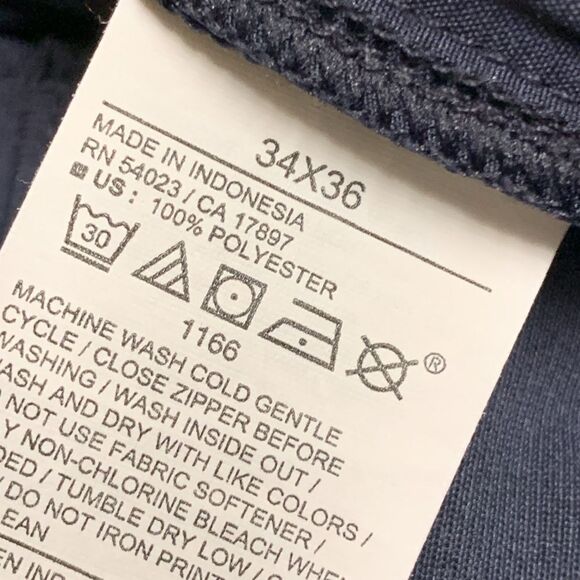 34X36
MADE IN INDONESIA
RN 54023 / CA 17897
US: 100% POLYESTER
30
®
1166
MACHINE WASH COLD GENTLE
CYCLE / CLOSE ZIPPER BEFORE
WASHING / WASH INSIDE OUT /
ASH AND DRY WITH LIKE COLORS /
O NOT USE FABRIC SOFTENER /
Y NON-CHLORINE BLEACH WHE
DED / TUMBLE DRY LOW / C
/ DO NOT IRON PRINT
EAN
EN IND